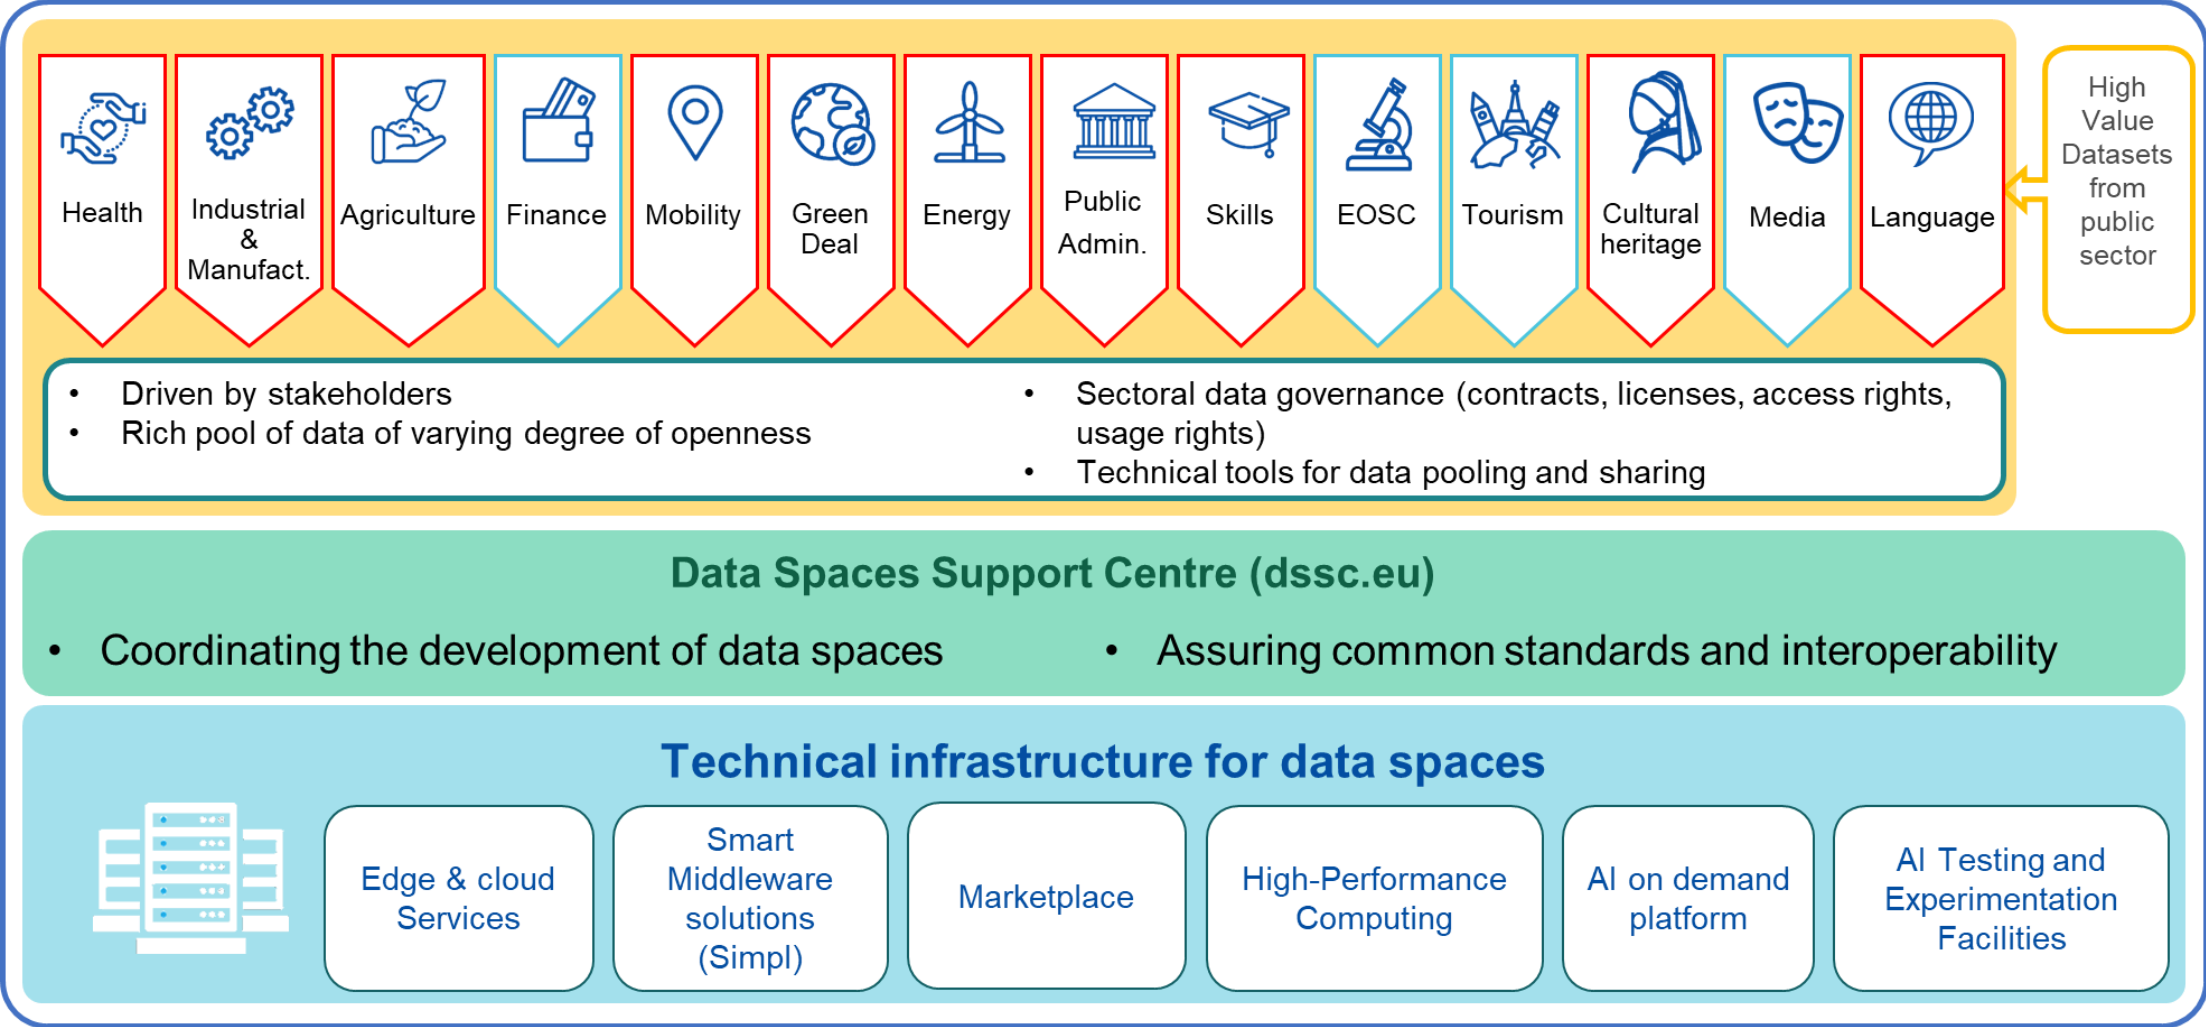 Health
Industrial
&
Manufact.
Agriculture
Finance
Mobility
Green
Deal
Energy
Public
Admin.
Skills
EOSC
Tourism
Cultural
heritage
Media
Language
High
Value
Datasets
from
public
sector
• Driven by stakeholders
• Rich pool of data of varying degree of openness
• Sectoral data governance (contracts, licenses, access rights,
usage rights)
• Technical tools for data pooling and sharing
Data Spaces Support Centre (dssc.eu)
• Coordinating the development of data spaces
• Assuring common standards and interoperability
Technical infrastructure for data spaces
Edge & cloud
Services
Smart
Middleware
solutions
(Simpl)
Marketplace
High-Performance
Computing
AI on demand
platform
AI Testing and
Experimentation
Facilities